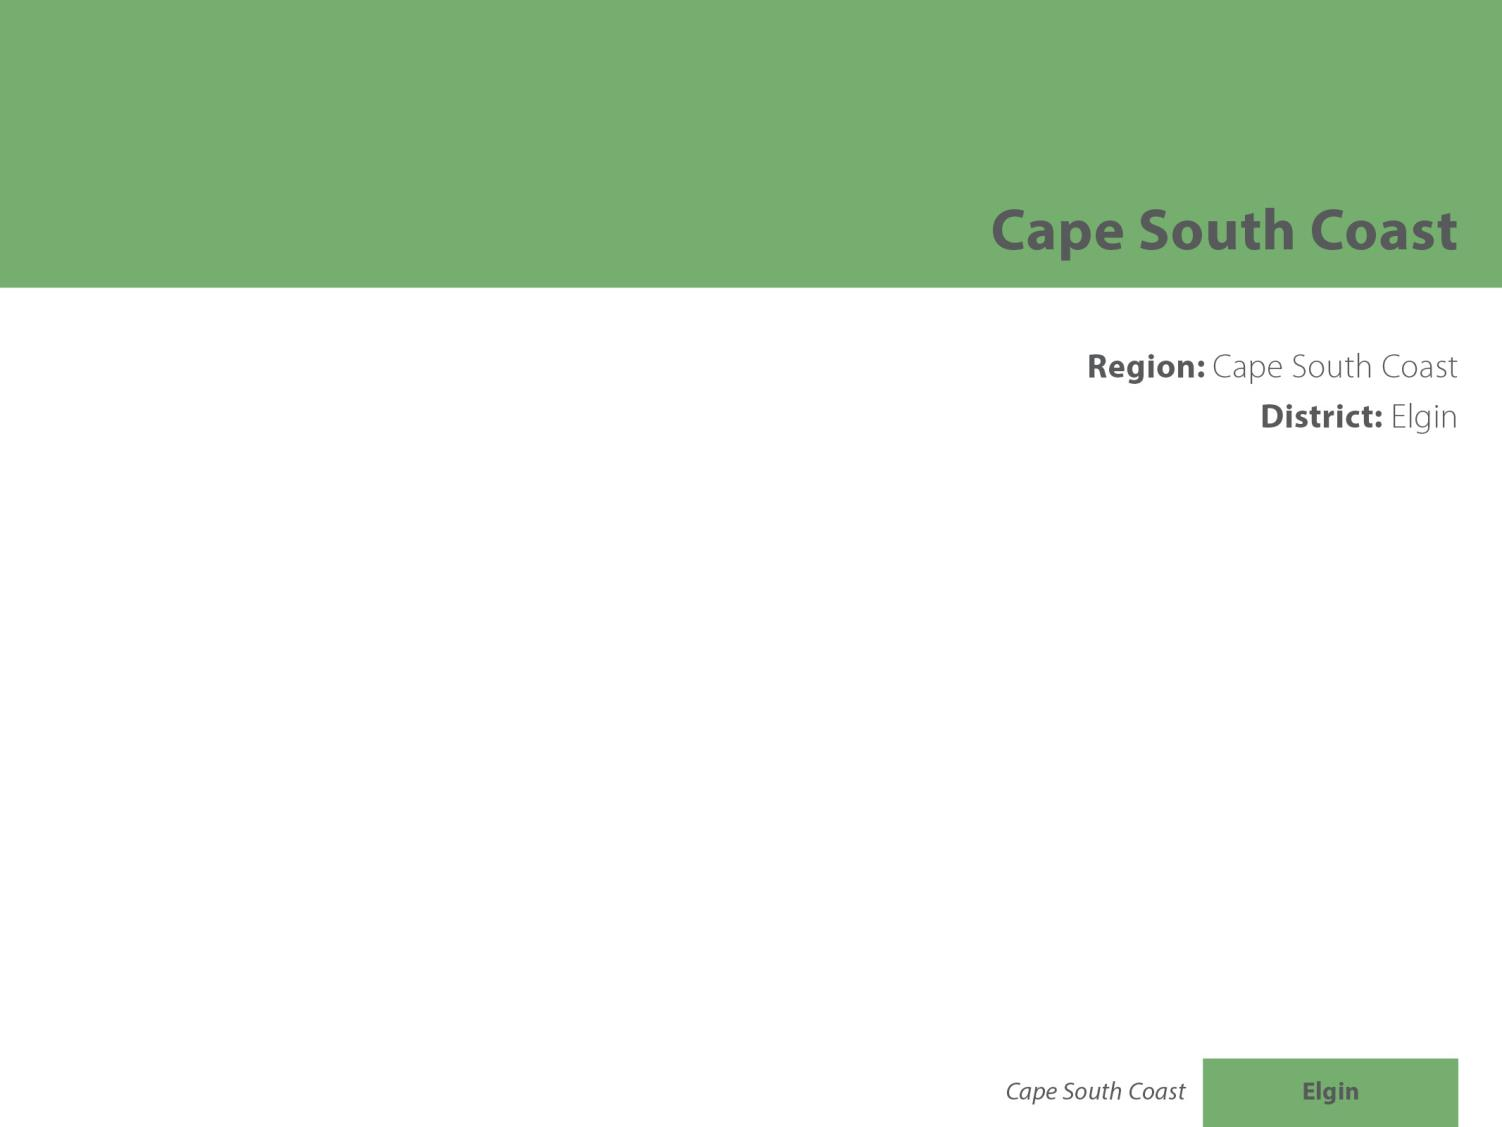 Cape South Coast
Region: Cape South Coast
District: Elgin
Cape South Coast
Elgin